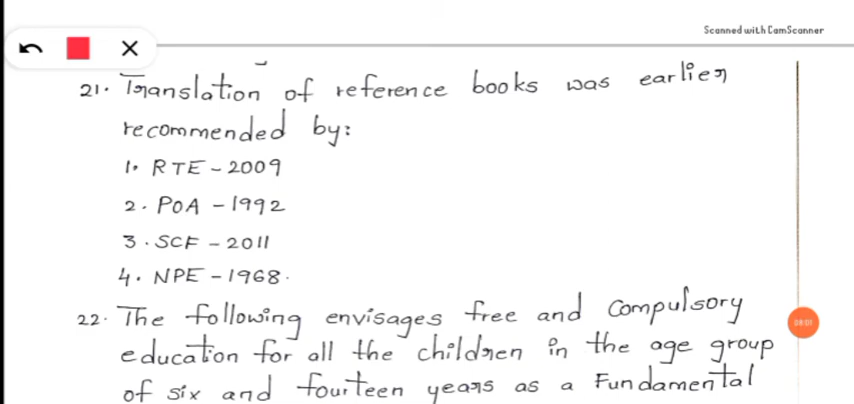 Scanned with CamScanner
21. Translation of reference books was earlier
recommended by:
1. RTE - 2009
2. POA - 1992
3. SCF - 2011
4. NPE - 1968.
22. The following envisages free and compulsory
08:01
education for all the children in the age group
of six and fourteen years as a Fundamental